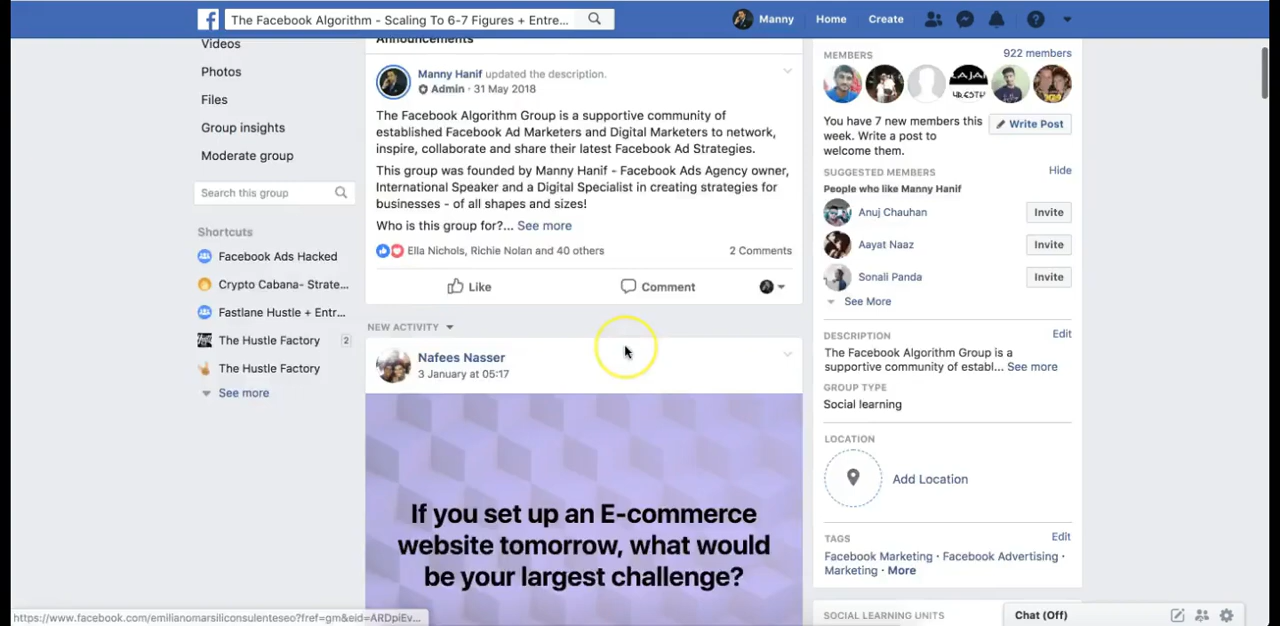 The Facebook Algorithm - Scaling To 6-7 Figures + Entre...
Manny
Home
Create
Videos
Photos
Files
Group insights
Moderate group
Search this group
Shortcuts
Facebook Ads Hacked
Crypto Cabana- Strate...
Fastlane Hustle + Entr...
The Hustle Factory 2
The Hustle Factory
See more
Announcements
Manny Hanif updated the description.
Admin · 31 May 2018
The Facebook Algorithm Group is a supportive community of
established Facebook Ad Marketers and Digital Marketers to network,
inspire, collaborate and share their latest Facebook Ad Strategies.
This group was founded by Manny Hanif - Facebook Ads Agency owner,
International Speaker and a Digital Specialist in creating strategies for
businesses - of all shapes and sizes!
Who is this group for?... See more
Ella Nichols, Richie Nolan and 40 others 2 Comments
Like Comment
NEW ACTIVITY
Nafees Nasser
3 January at 05:17
If you set up an E-commerce
website tomorrow, what would
be your largest challenge?
MEMBERS 922 members
You have 7 new members this
week. Write a post to
welcome them.
Write Post
SUGGESTED MEMBERS Hide
People who like Manny Hanif
Anuj Chauhan Invite
Aayat Naaz Invite
Sonali Panda Invite
See More
DESCRIPTION Edit
The Facebook Algorithm Group is a
supportive community of establ... See more
GROUP TYPE
Social learning
LOCATION
Add Location
TAGS Edit
Facebook Marketing · Facebook Advertising ·
Marketing · More
SOCIAL LEARNING UNITS
Chat (Off)
https://www.facebook.com/emilianomarsiliconsulenteseo?fref=gm&eid=ARDpiEv...